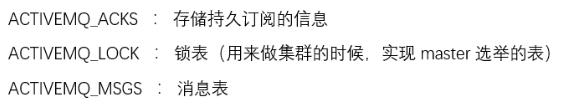 ACTIVEMQ_ACKS ： 存储持久订阅的信息
ACTIVEMQ_LOCK ： 锁表（用来做集群的时候，实现 master 选举的表）
ACTIVEMQ_MSGS ： 消息表